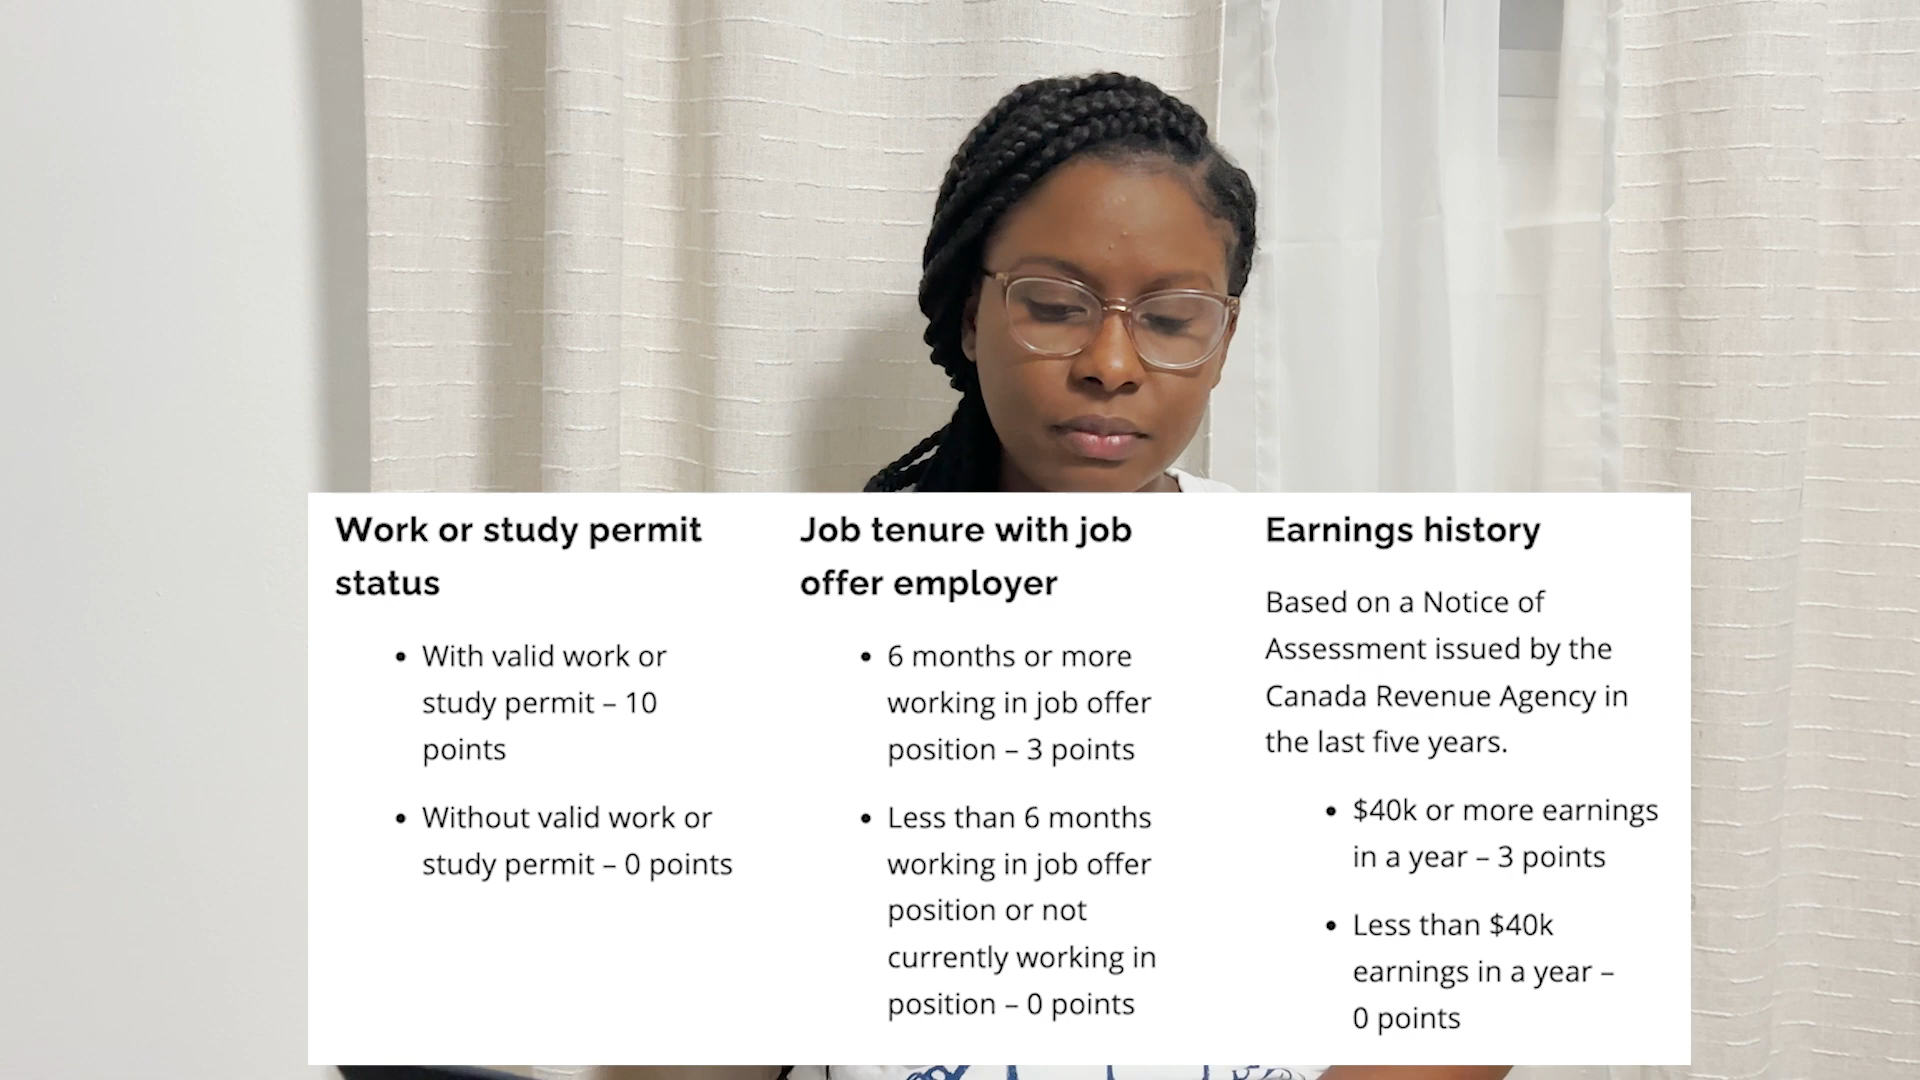 Work or study permit
status
• With valid work or
study permit – 10
points
• Without valid work or
study permit – 0 points
Job tenure with job
offer employer
• 6 months or more
working in job offer
position – 3 points
• Less than 6 months
working in job offer
position or not
currently working in
position – 0 points
Earnings history
Based on a Notice of
Assessment issued by the
Canada Revenue Agency in
the last five years.
• $40k or more earnings
in a year – 3 points
• Less than $40k
earnings in a year –
0 points